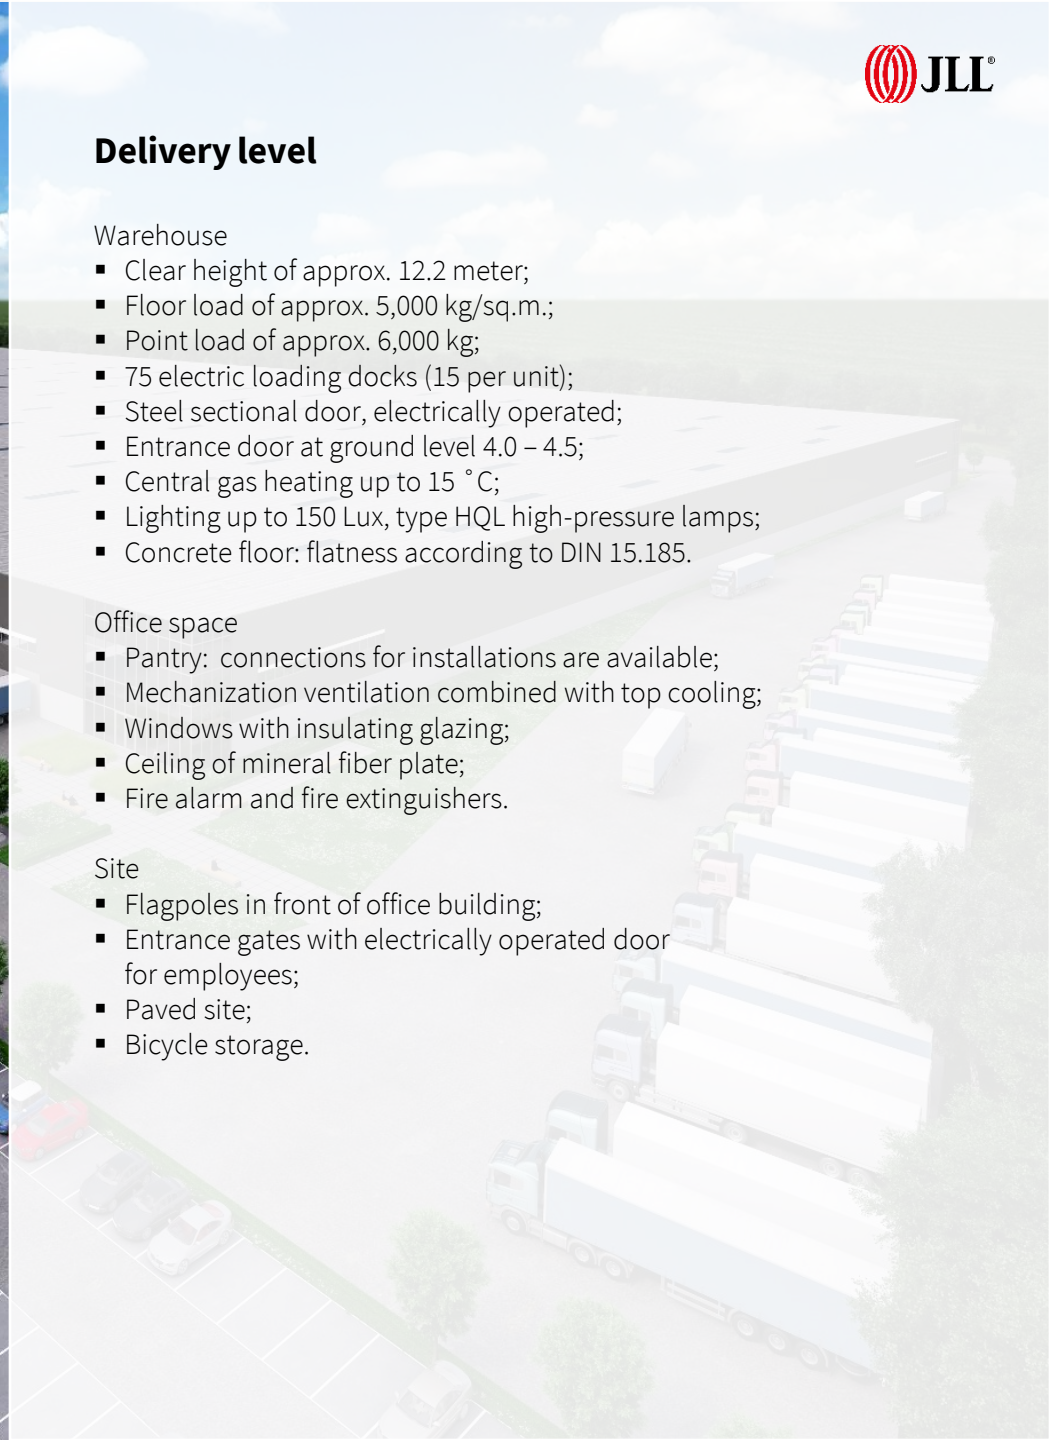 JLL®
Delivery level
Warehouse
▪ Clear height of approx. 12.2 meter;
▪ Floor load of approx. 5,000 kg/sq.m.;
▪ Point load of approx. 6,000 kg;
▪ 75 electric loading docks (15 per unit);
▪ Steel sectional door, electrically operated;
▪ Entrance door at ground level 4.0 – 4.5;
▪ Central gas heating up to 15 ˚C;
▪ Lighting up to 150 Lux, type HQL high-pressure lamps;
▪ Concrete floor: flatness according to DIN 15.185.
Office space
▪ Pantry:  connections for installations are available;
▪ Mechanization ventilation combined with top cooling;
▪ Windows with insulating glazing;
▪ Ceiling of mineral fiber plate;
▪ Fire alarm and fire extinguishers.
Site
▪ Flagpoles in front of office building;
▪ Entrance gates with electrically operated door
for employees;
▪ Paved site;
▪ Bicycle storage.